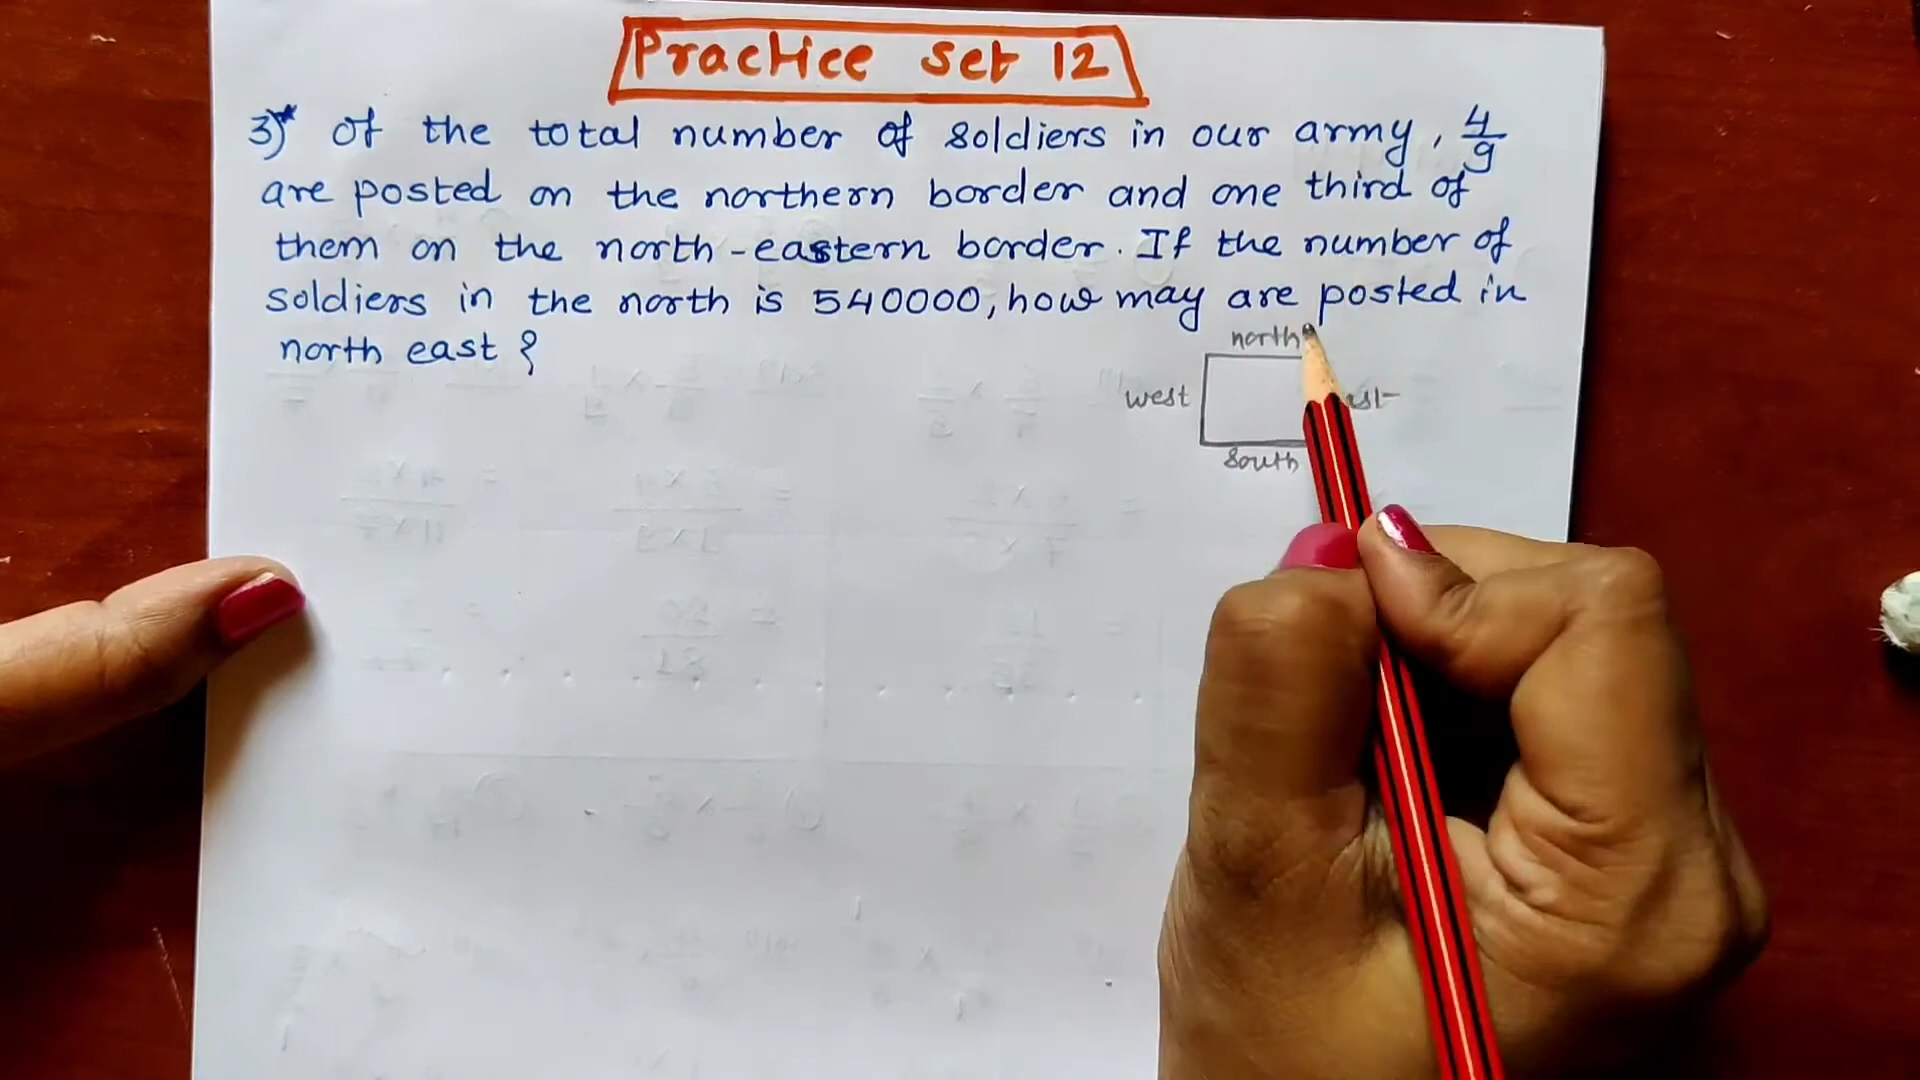 Practice Set 12
3)* Of the total number of soldiers in our army, 4/9
are posted on the northern border and one third of
them on the north-eastern border. If the number of
soldiers in the north is 540000, how may are posted in
north east ?
north
west
south